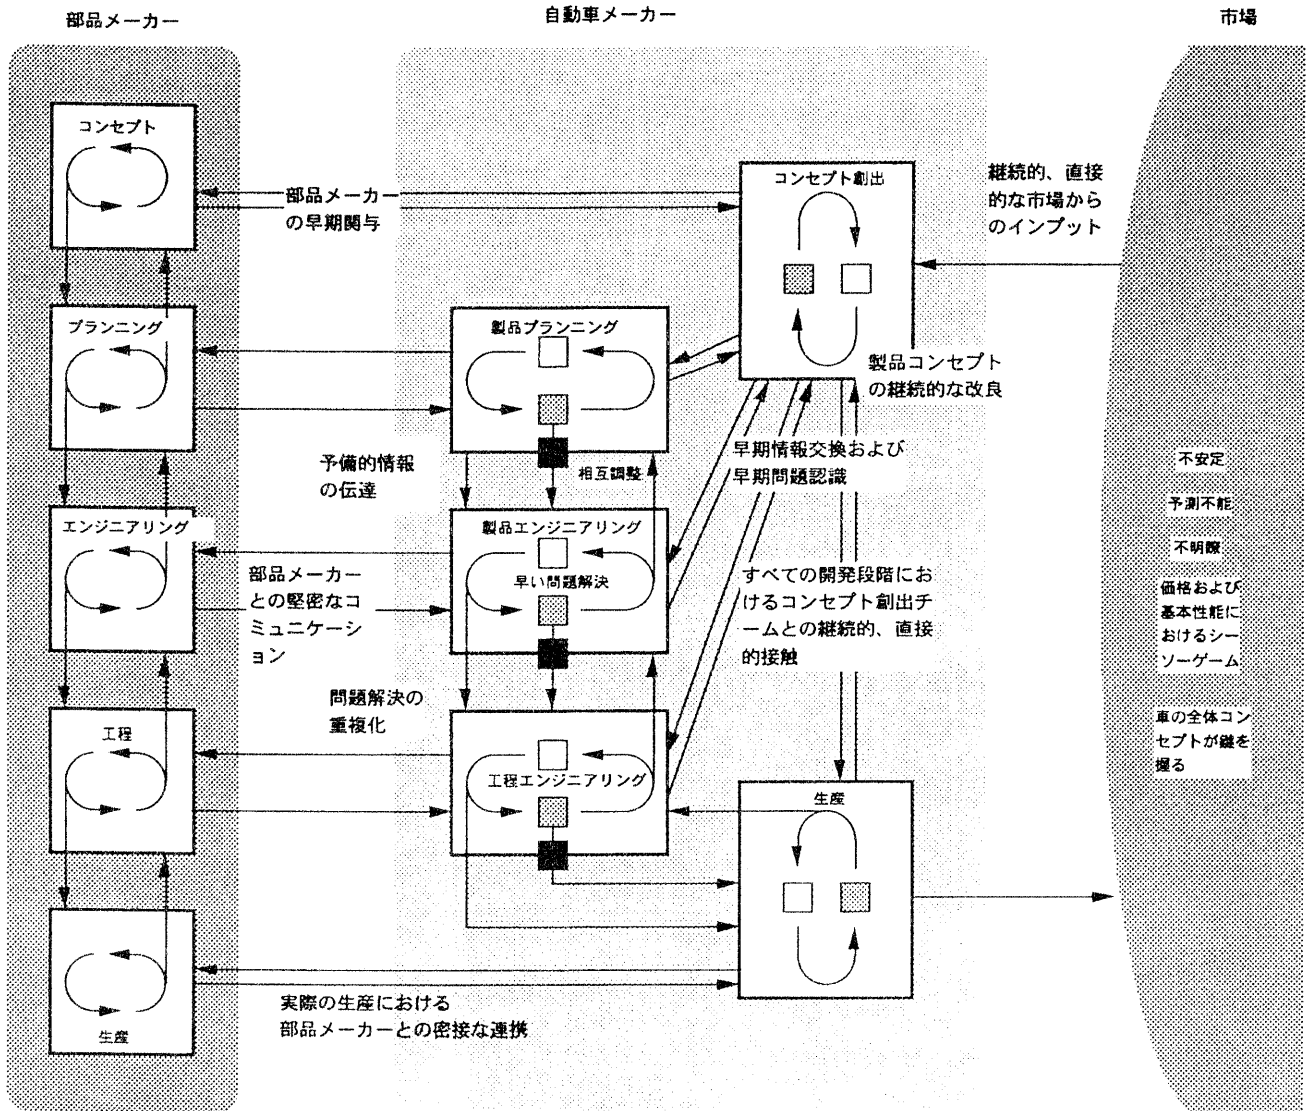 部品メーカー
自動車メーカー
市場
コンセプト
部品メーカー
の早期関与
コンセプト創出
継続的、直接
的な市場から
のインプット
プランニング
製品プランニング
製品コンセプト
の継続的な改良
予備的情報
の伝達
相互調整
早期情報交換および
早期問題認識
エンジニアリング
製品エンジニアリング
早い問題解決
部品メーカー
との堅密なコ
ミュニケーシ
ョン
すべての開発段階にお
けるコンセプト創出チ
ームとの継続的、直接
的接触
問題解決の
重複化
工程
工程エンジニアリング
生産
生産
実際の生産における
部品メーカーとの密接な連携
不安定
予測不能
不明瞭
価格および
基本性能に
おけるシー
ソーゲーム
車の全体コン
セプトが鍵を
握る